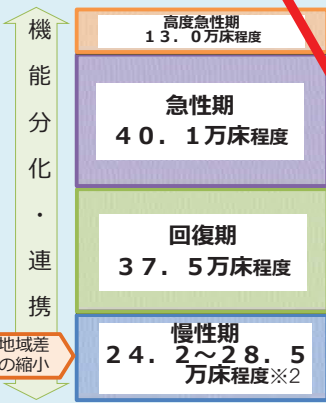 機能分化・連携
地域差
の縮小
高度急性期
13.0万床程度
急性期
40.1万床程度
回復期
37.5万床程度
慢性期
24.2～28.5
万床程度※2